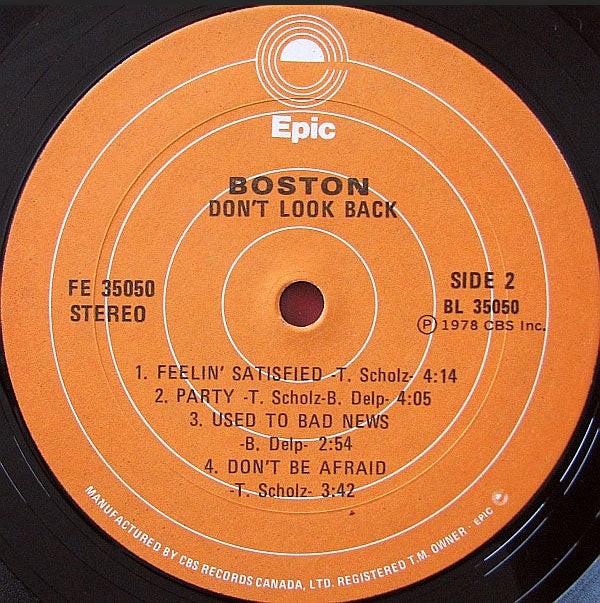 Epic
BOSTON
DON'T LOOK BACK
FE 35050
STEREO
SIDE 2
BL 35050
Ⓟ 1978 CBS Inc.
1. FEELIN' SATISFIED -T. Scholz- 4:14
2. PARTY -T. Scholz-B. Delp- 4:05
3. USED TO BAD NEWS
-B. Delp- 2:54
4. DON'T BE AFRAID
-T. Scholz- 3:42
MANUFACTURED BY CBS RECORDS CANADA, LTD. REGISTERED T.M. OWNER - EPIC